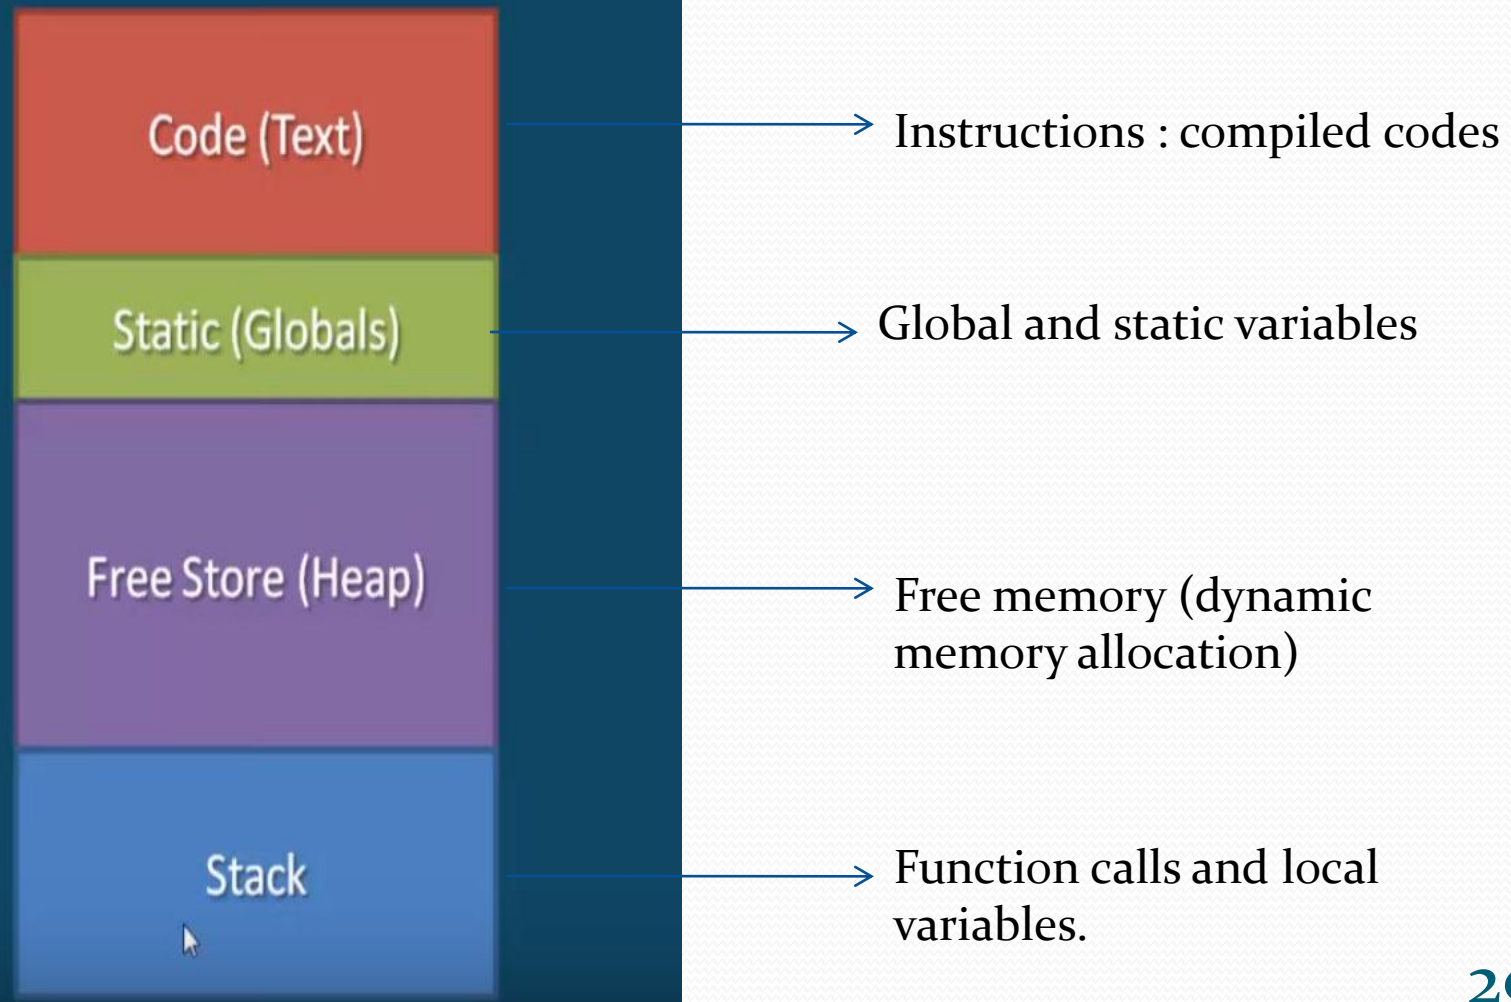 Code (Text)
Instructions : compiled codes
Static (Globals)
Global and static variables
Free Store (Heap)
Free memory (dynamic
memory allocation)
Stack
Function calls and local
variables.